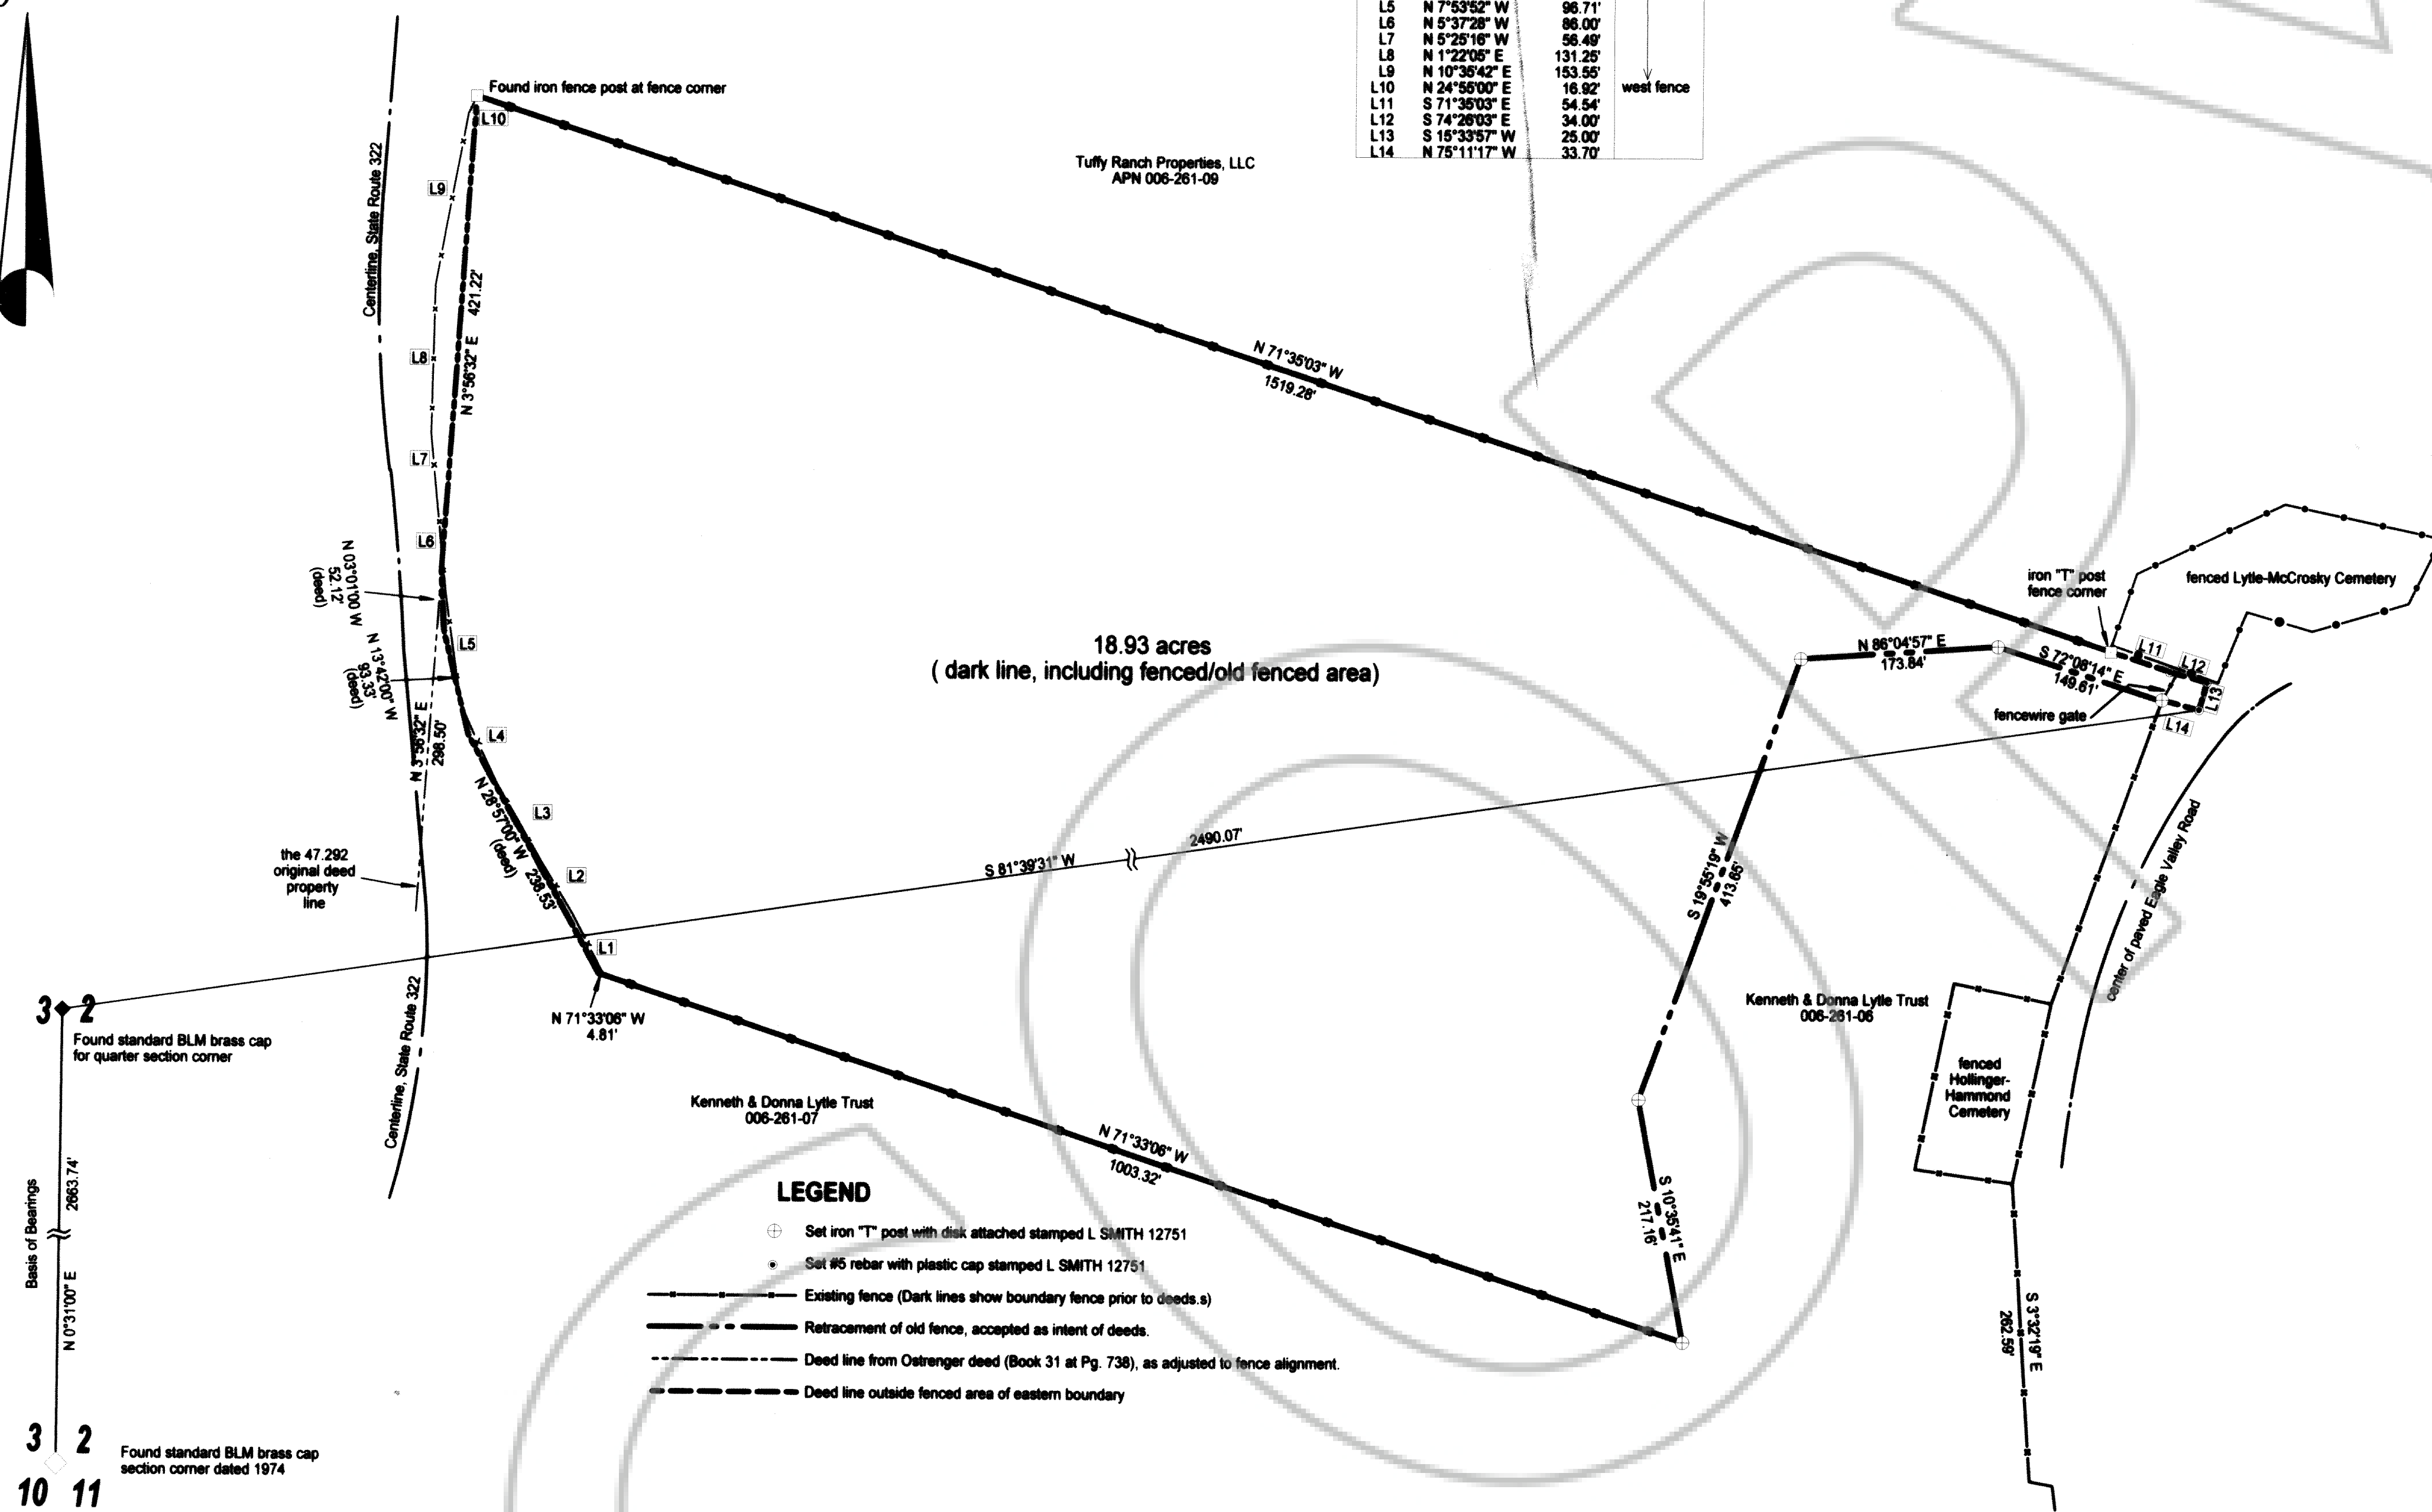 L5 N 7°53'52" W 96.71'
L6 N 5°37'28" W 86.00'
L7 N 5°25'16" W 56.49'
L8 N 1°22'05" E 131.25'
L9 N 10°35'42" E 153.55'
L10 N 24°55'00" E 16.92' west fence
L11 S 71°35'03" E 54.54'
L12 S 74°26'03" E 34.00'
L13 S 15°33'57" W 25.00'
L14 N 75°11'17" W 33.70'
Found iron fence post at fence corner
L10
Centerline, State Route 322
L9
Tuffy Ranch Properties, LLC
APN 006-261-09
N 3°56'32" E 421.22'
L8
N 71°35'03" W
1519.28'
L7
L6
N 03°01'00 W
52.12'
(deed)
L5
N 13°42'00" W
93.33'
(deed)
N 3°56'32" E
298.50'
L4
18.93 acres
( dark line, including fenced/old fenced area)
iron "T" post
fence corner
fenced Lytle-McCrosky Cemetery
N 86°04'57" E
173.84'
S 72°08'14" E
149.61'
L11
L12
L13
fencewire gate
L14
N 28°57'00" W 238.53'
(deed)
L3
L2
L1
the 47.292
original deed
property
line
S 81°39'31" W
2490.07'
S 19°55'19" W
413.65'
center of paved Eagle Valley Road
N 71°33'06" W
4.81'
3 2
Found standard BLM brass cap
for quarter section corner
Centerline, State Route 322
Kenneth & Donna Lytle Trust
006-261-06
fenced
Hollinger-
Hammond
Cemetery
Kenneth & Donna Lytle Trust
006-261-07
N 71°33'06" W
1003.32'
S 10°35'41" E
217.16'
S 3°32'19" E
262.59'
Basis of Bearings
N 0°31'00" E 2663.74'
LEGEND
Set iron "T" post with disk attached stamped L SMITH 12751
Set #5 rebar with plastic cap stamped L SMITH 12751
Existing fence (Dark lines show boundary fence prior to deeds.s)
Retracement of old fence, accepted as intent of deeds.
Deed line from Ostrenger deed (Book 31 at Pg. 738), as adjusted to fence alignment.
Deed line outside fenced area of eastern boundary
3 2
10 11
Found standard BLM brass cap
section corner dated 1974